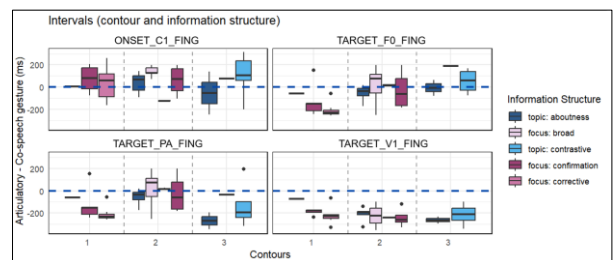 Intervals (contour and information structure)
ONSET_C1_FING
TARGET_F0_FING
200
0
-200
TARGET_PA_FING
TARGET_V1_FING
200
0
-200
1
2
3
1
2
3
Contours
Articulatory - Co-speech gesture (ms)
Information Structure
topic: aboutness
focus: broad
topic: contrastive
focus: confirmation
focus: corrective